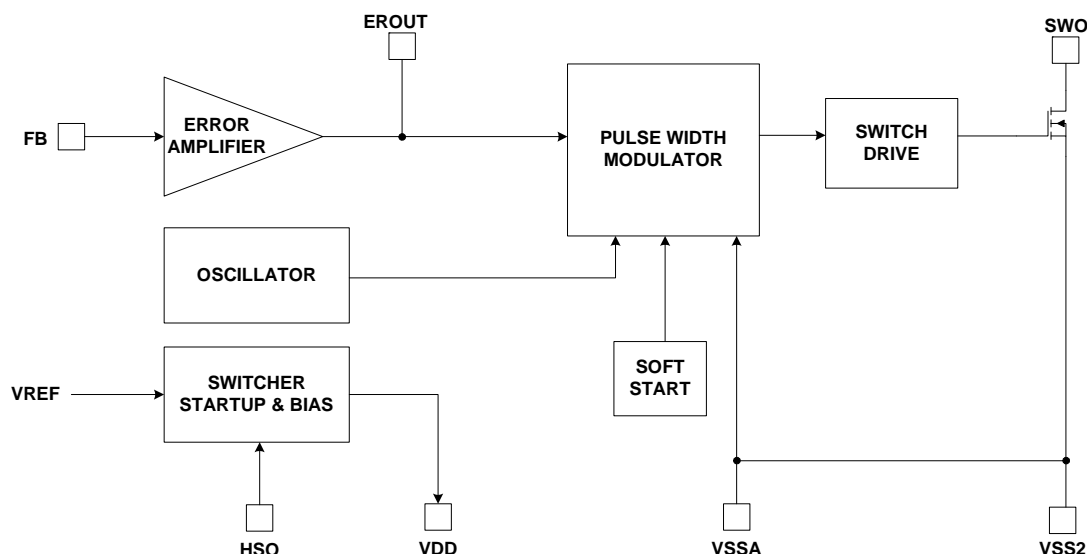 EROUT
SWO
FB
ERROR
AMPLIFIER
PULSE WIDTH
MODULATOR
SWITCH
DRIVE
OSCILLATOR
SOFT
START
VREF
SWITCHER
STARTUP & BIAS
HSO
VDD
VSSA
VSS2